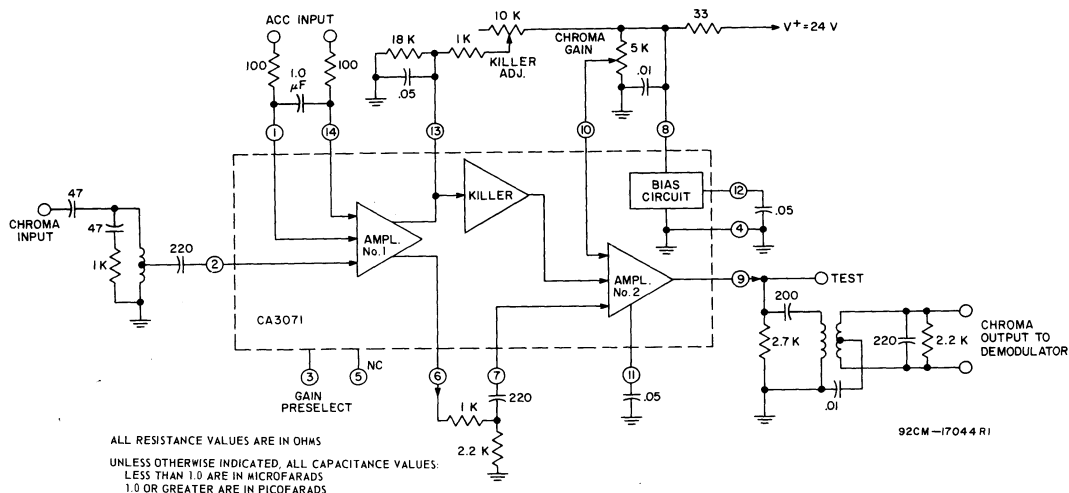 ACC INPUT
10 K
33
V⁺=24 V
18 K
1 K
CHROMA
GAIN
5 K
100
1.0
µF
100
KILLER
ADJ.
.05
.01
1
14
13
10
8
47
CHROMA
INPUT
47
1 K
220
2
AMPL.
No.1
KILLER
BIAS
CIRCUIT
12
.05
4
AMPL.
No.2
9
TEST
CA3071
200
2.7 K
220
2.2 K
CHROMA
OUTPUT TO
DEMODULATOR
.01
3
5
NC
6
7
11
GAIN
PRESELECT
220
.05
1 K
2.2 K
92CM-17044R1
ALL RESISTANCE VALUES ARE IN OHMS
UNLESS OTHERWISE INDICATED, ALL CAPACITANCE VALUES:
LESS THAN 1.0 ARE IN MICROFARADS
1.0 OR GREATER ARE IN PICOFARADS